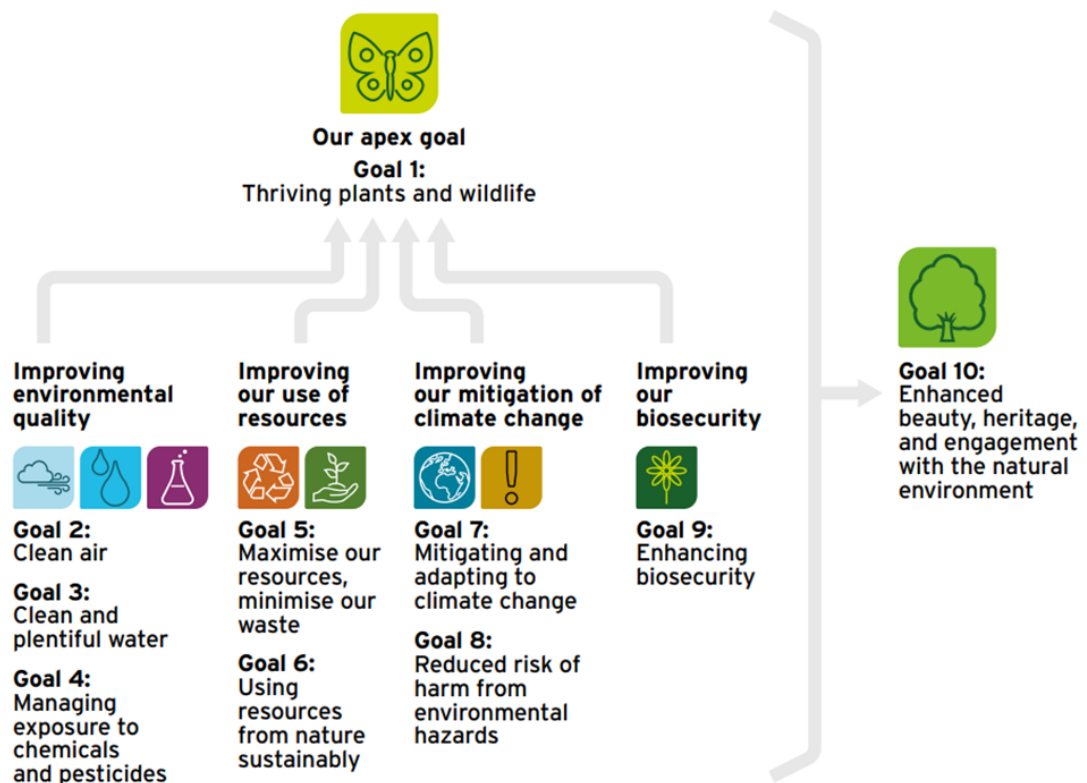 Our apex goal
Goal 1:
Thriving plants and wildlife
Improving
environmental
quality
Goal 2:
Clean air
Goal 3:
Clean and
plentiful water
Goal 4:
Managing
exposure to
chemicals
and pesticides
Improving
our use of
resources
Goal 5:
Maximise our
resources,
minimise our
waste
Goal 6:
Using
resources
from nature
sustainably
Improving
our mitigation of
climate change
Goal 7:
Mitigating and
adapting to
climate change
Goal 8:
Reduced risk of
harm from
environmental
hazards
Improving
our
biosecurity
Goal 9:
Enhancing
biosecurity
Goal 10:
Enhanced
beauty, heritage,
and engagement
with the natural
environment